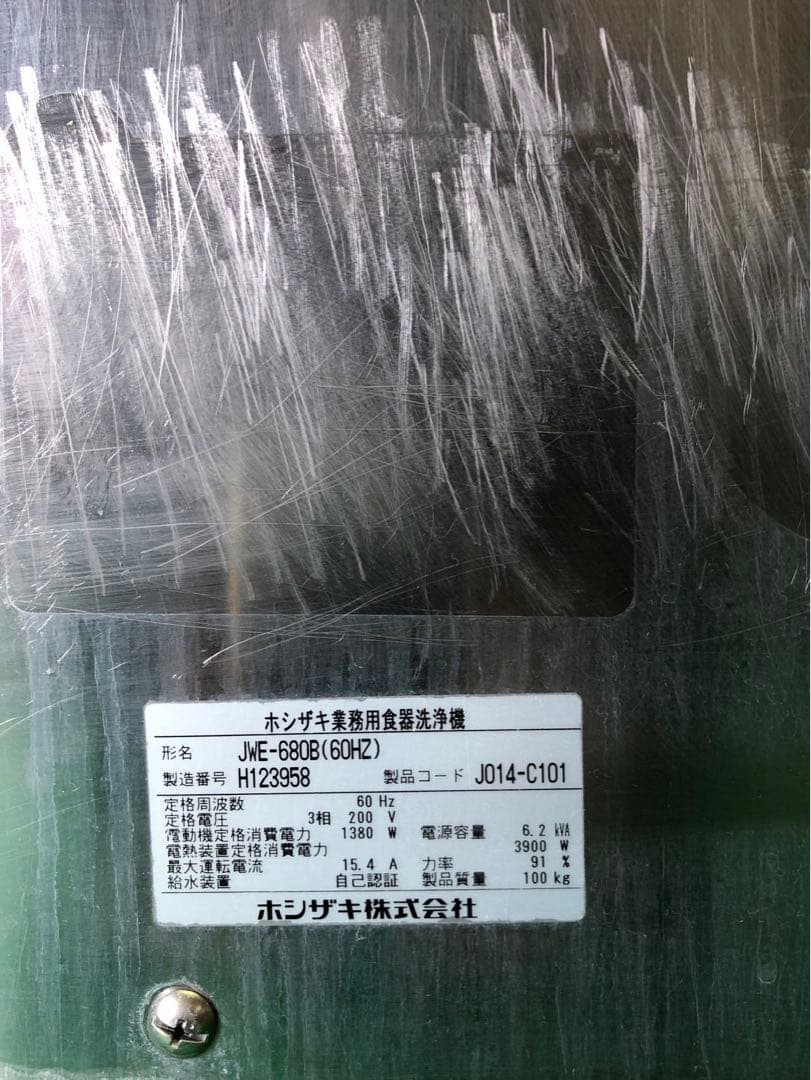 ホシザキ業務用食器洗浄機
形名 JWE-680B(60HZ)
製造番号 H123958 製品コード J014-C101
定格周波数 60 Hz
定格電圧 3相 200 V
電動機定格消費電力 1380 W 電源容量 6.2 kVA
電熱装置定格消費電力 3900 W
最大運転電流 15.4 A 力率 91 %
給水装置 自己認証 製品質量 100 kg
ホシザキ株式会社